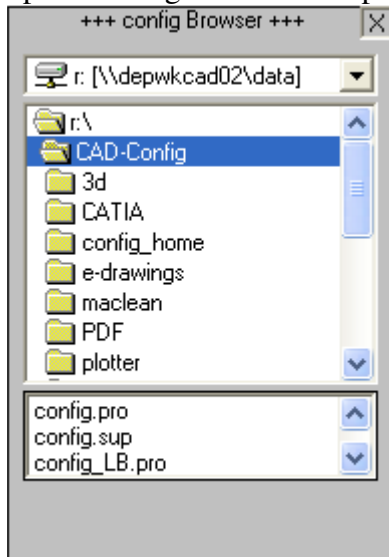 +++ config Browser +++
r: [\\depwkcad02\data]
r:\
CAD-Config
3d
CATIA
config_home
e-drawings
maclean
PDF
plotter
config.pro
config.sup
config_LB.pro